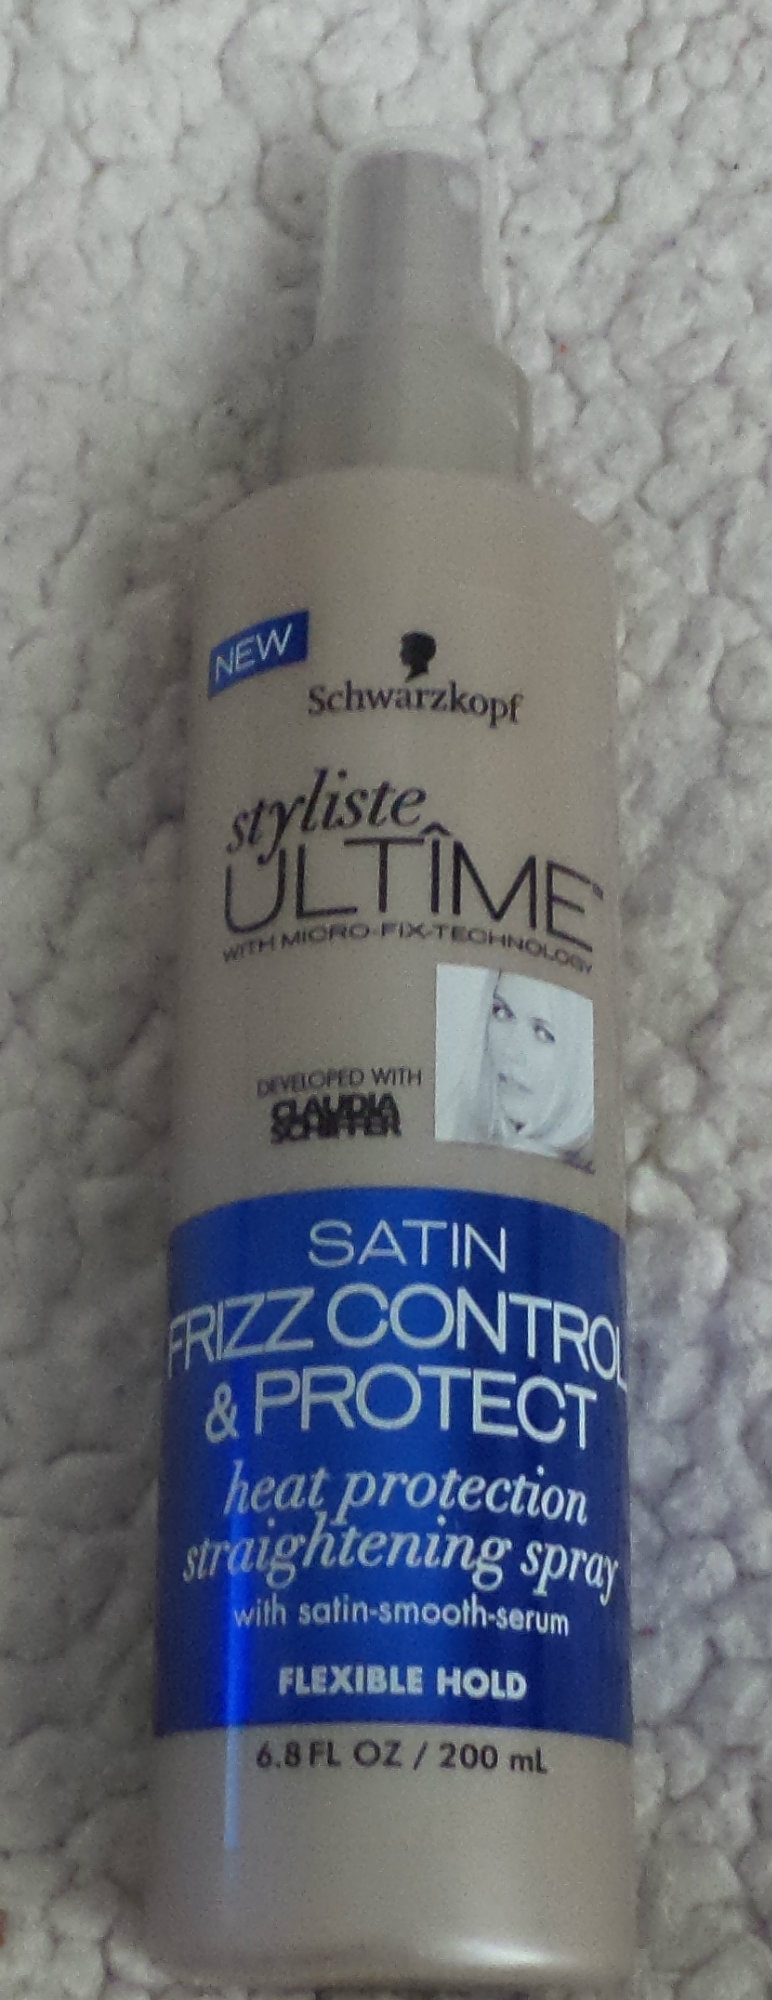 NEW
Schwarzkopf
styliste
ULTÎME™
WITH MICRO-FIX-TECHNOLOGY
DEVELOPED WITH
CLAUDIA
SCHIFFER
SATIN
FRIZZ CONTROL
& PROTECT
heat protection
straightening spray
with satin-smooth-serum
FLEXIBLE HOLD
6.8 FL OZ / 200 mL